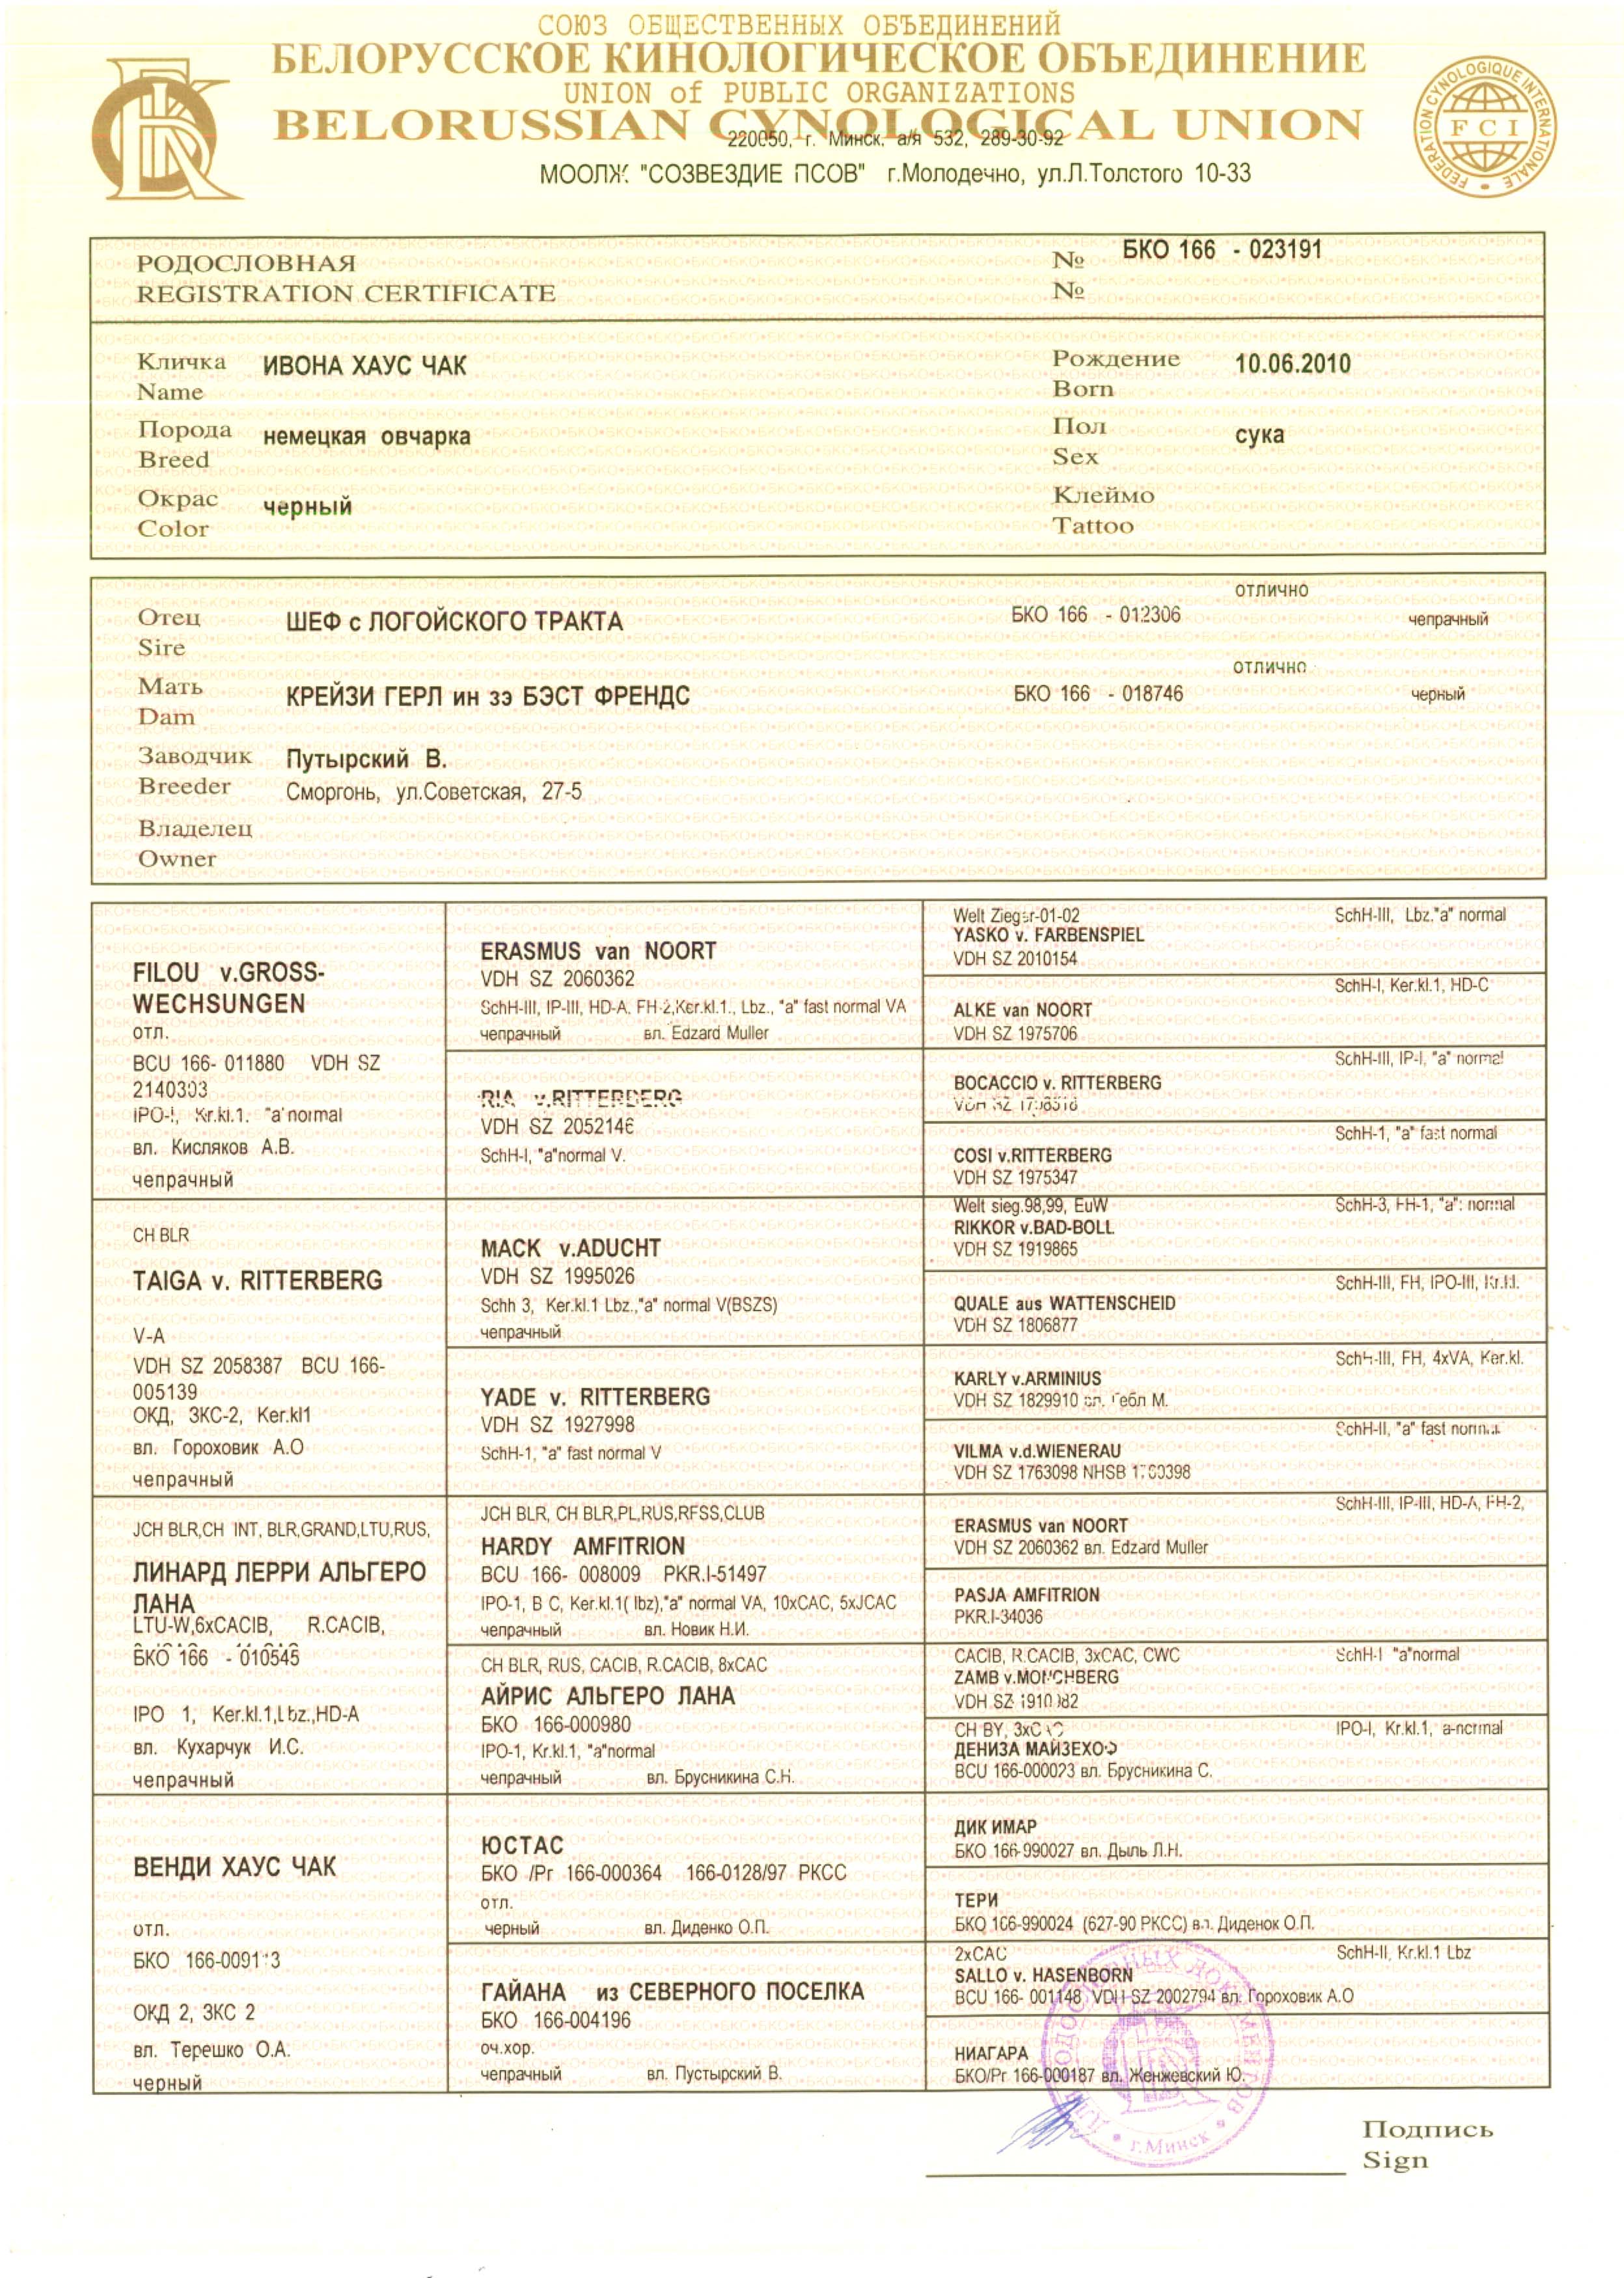 СОЮЗ ОБЩЕСТВЕННЫХ ОБЪЕДИНЕНИЙ
БЕЛОРУССКОЕ КИНОЛОГИЧЕСКОЕ ОБЪЕДИНЕНИЕ
UNION of PUBLIC ORGANIZATIONS
BELORUSSIAN CYNOLOGICAL UNION
220050, г. Минск, а/я 532, 289-30-92
МООЛЖ "СОЗВЕЗДИЕ ПСОВ" г.Молодечно, ул.Л.Толстого 10-33
FEDERATION CYNOLOGIQUE INTERNATIONALE
FCI
РОДОСЛОВНАЯ № БКО 166 - 023191
REGISTRATION CERTIFICATE №
Кличка ИВОНА ХАУС ЧАК Рождение 10.06.2010
Name Born
Порода немецкая овчарка Пол сука
Breed Sex
Окрас черный Клеймо
Color Tattoo
отлично
Отец ШЕФ с ЛОГОЙСКОГО ТРАКТА БКО 166 - 012306 чепрачный
Sire
отлично
Мать КРЕЙЗИ ГЕРЛ ин зэ БЭСТ ФРЕНДС БКО 166 - 018746 черный
Dam
Заводчик Путырский В.
Breeder Сморгонь, ул.Советская, 27-5
Владелец
Owner
FILOU v.GROSS-
WECHSUNGEN
отл.
BCU 166- 011880 VDH SZ
2140303
IPO-I, Kr.kl.1. "a"normal
вл. Кисляков А.В.
чепрачный
CH BLR
TAIGA v. RITTERBERG
V-A
VDH SZ 2058387 BCU 166-
005139
ОКД, ЗКС-2, Ker.kl1
вл. Гороховик А.О
чепрачный
JCH BLR,CH INT, BLR,GRAND,LTU,RUS,
ЛИНАРД ЛЕРРИ АЛЬГЕРО
ЛАНА
LTU-W,6xCACIB, R.CACIB,
БКО 166 - 010545
IPO 1, Ker.kl.1,Lbz.,HD-A
вл. Кухарчук И.С.
чепрачный
ВЕНДИ ХАУС ЧАК
отл.
БКО
ОКД 2, ЗКС 2
вл. Терешко О.А.
черный
ERASMUS van NOORT
VDH SZ 2060362
SchH-III, IP-III, HD-A, FH-2,Ker.kl.1., Lbz., "a" fast normal VA
чепрачный вл. Edzard Muller
RIA v.RITTERBERG
VDH SZ 2052146
SchH-I, "a"normal V.
MACK v.ADUCHT
VDH SZ 1995026
Schh 3, Ker.kl.1 Lbz.,"a" normal V(BSZS)
чепрачный
YADE v. RITTERBERG
VDH SZ 1927998
SchH-1, "a" fast normal V
JCH BLR, CH BLR,PL,RUS,RFSS,CLUB
HARDY AMFITRION
BCU 166- 008009 PKR.I-51497
IPO-1, B C, Ker.kl.1( lbz),"a" normal VA, 10xCAC, 5xJCAC
чепрачный вл. Новик Н.И.
CH BLR, RUS, CACIB, R.CACIB, 8xCAC
АЙРИС АЛЬГЕРО ЛАНА
БКО 166-000980
IPO-1, Kr.kl.1, "a"normal
чепрачный вл. Брусникина С.Н.
ЮСТАС
БКО /Рг 166-000364 166-0128/97 РКСС
отл.
черный вл. Диденко О.П.
ГАЙАНА из СЕВЕРНОГО ПОСЕЛКА
БКО 166-004196
оч.хор.
чепрачный вл. Пустырский В.
Welt Zieger-01-02 SchH-III, Lbz."a" normal
YASKO v. FARBENSPIEL
VDH SZ 2010154
SchH-I, Ker.kl.1, HD-C
ALKE van NOORT
VDH SZ 1975706
SchH-III, IP-I, "a" normal
BOCACCIO v. RITTERBERG
VDH SZ
SchH-1, "a" fast normal
COSI v.RITTERBERG
VDH SZ 1975347
Welt sieg.98,99, EuW SchH-3, FH-1, "a": normal
RIKKOR v.BAD-BOLL
VDH SZ 1919865
SchH-III, FH, IPO-III, Kr.kl.
QUALE aus WATTENSCHEID
VDH SZ 1806877
SchH-III, FH, 4xVA, Ker.kl.
KARLY v.ARMINIUS
VDH SZ 1829910 вл. Гебл М.
SchH-II, "a" fast normal
VILMA v.d.WIENERAU
VDH SZ 1763098 NHSB
SchH-III, IP-III, HD-A, FH-2,
ERASMUS van NOORT
VDH SZ 2060362 вл. Edzard Muller
PASJA AMFITRION
PKR.I-34036
CACIB, R.CACIB, 3xCAC, CWC SchH-I "a"normal
ZAMB v.MONCHBERG
VDH SZ
CH BY, 3xCAC IPO-I, Kr.kl.1, a-normal
ДЕНИЗА МАЙЗЕХОФ
BCU 166-000023 вл. Брусникина С.
ДИК ИМАР
БКО 166-990027 вл. Дыль Л.Н.
ТЕРИ
БКО 166-990024 (627-90 РКСС) вл. Диденок О.П.
2xCAC SchH-II, Kr.kl.1 Lbz
SALLO v. HASENBORN
BCU 166- 001148 VDH SZ 2002794 вл. Гороховик А.О
НИАГАРА
БКО/Рг 166-000187 вл. Женжевский Ю.
ДЛЯ РОДОСЛОВНЫХ ДОКУМЕНТОВ
г.Минск
Подпись
Sign